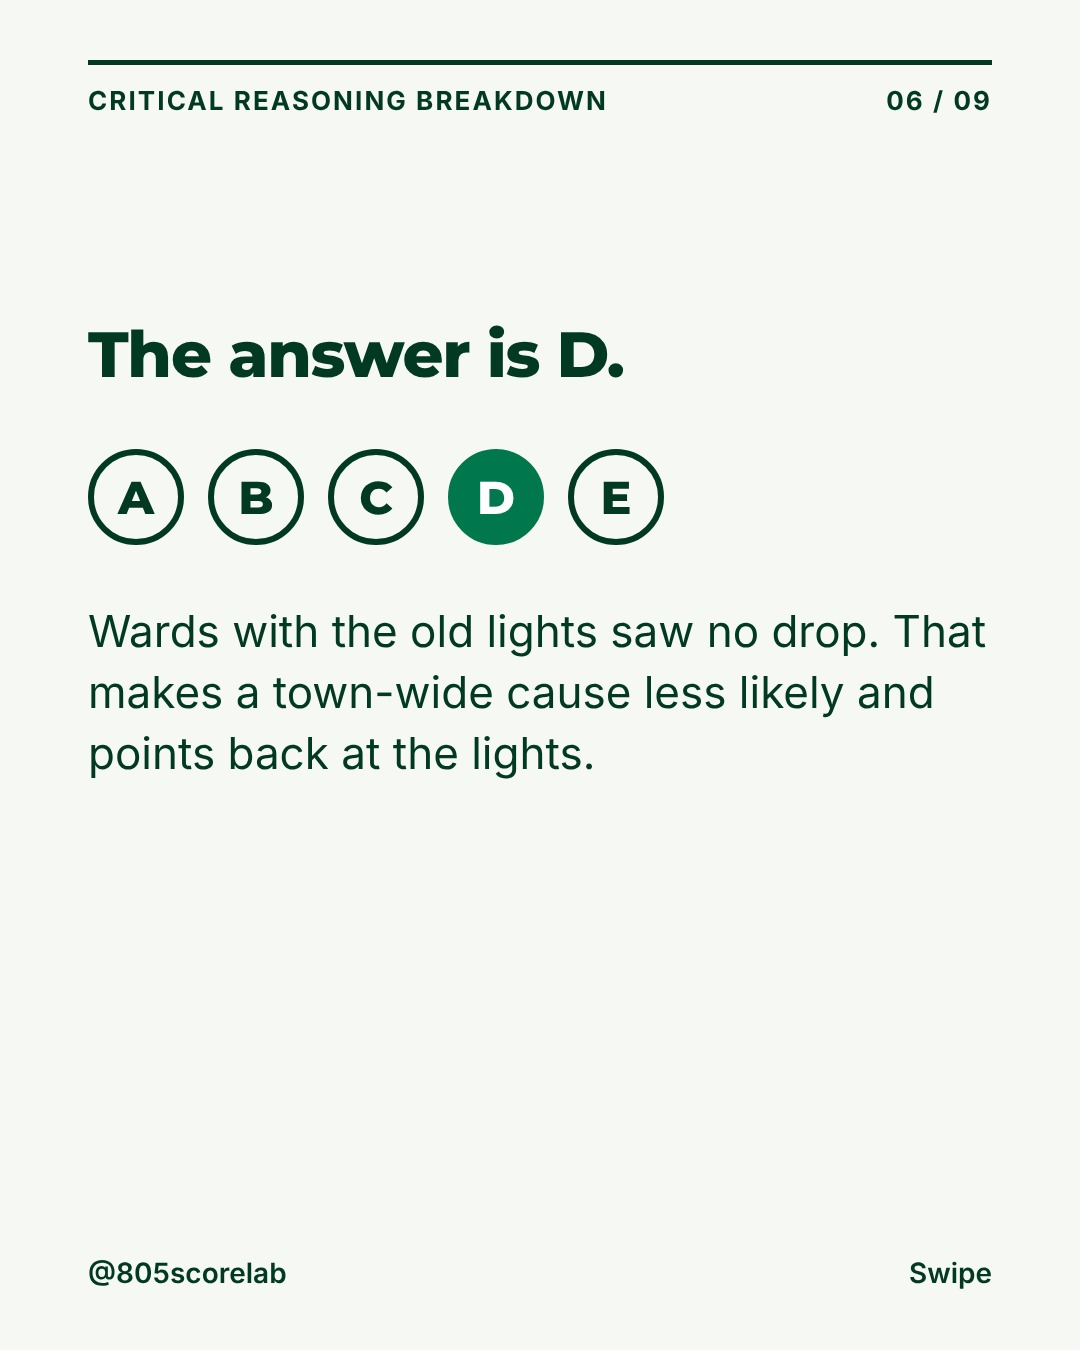 CRITICAL REASONING BREAKDOWN
06 / 09
The answer is D.
A B C D E
Wards with the old lights saw no drop. That
makes a town-wide cause less likely and
points back at the lights.
@805scorelab
Swipe